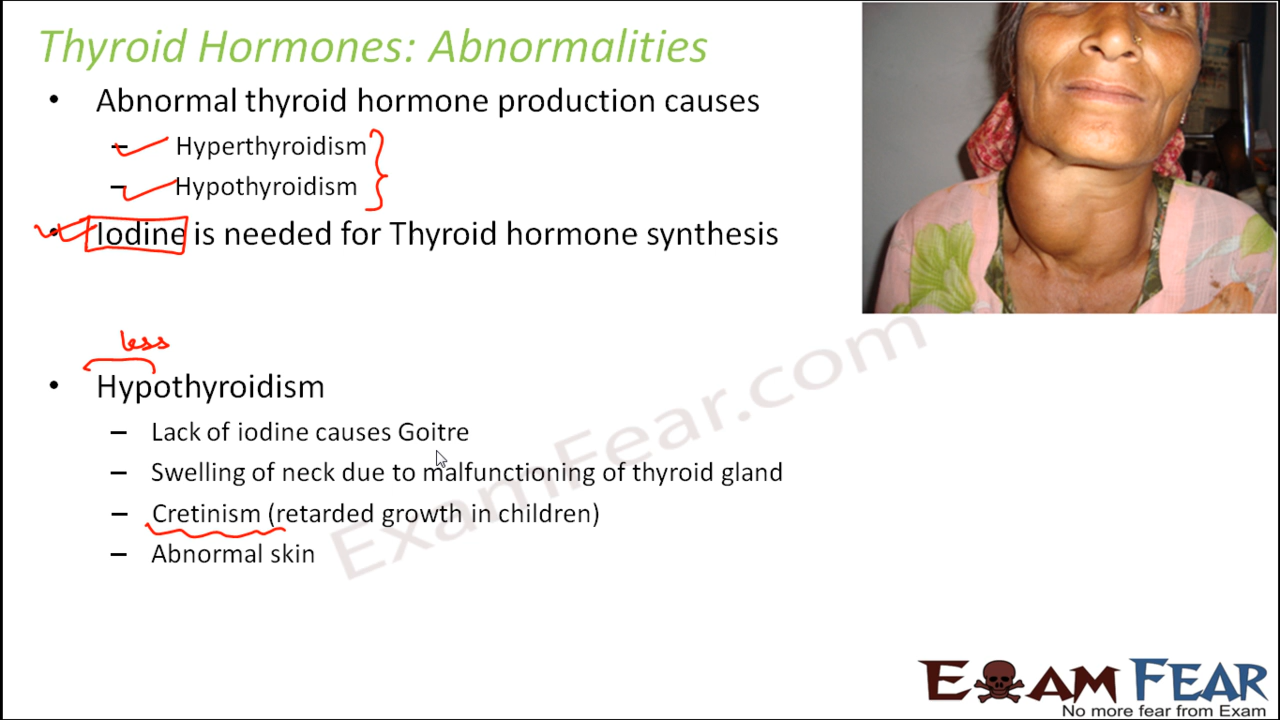 Thyroid Hormones: Abnormalities
• Abnormal thyroid hormone production causes
– Hyperthyroidism
– Hypothyroidism
• Iodine is needed for Thyroid hormone synthesis
less
• Hypothyroidism
– Lack of iodine causes Goitre
– Swelling of neck due to malfunctioning of thyroid gland
– Cretinism (retarded growth in children)
– Abnormal skin
ExamFear.com
EXAM FEAR
No more fear from Exam